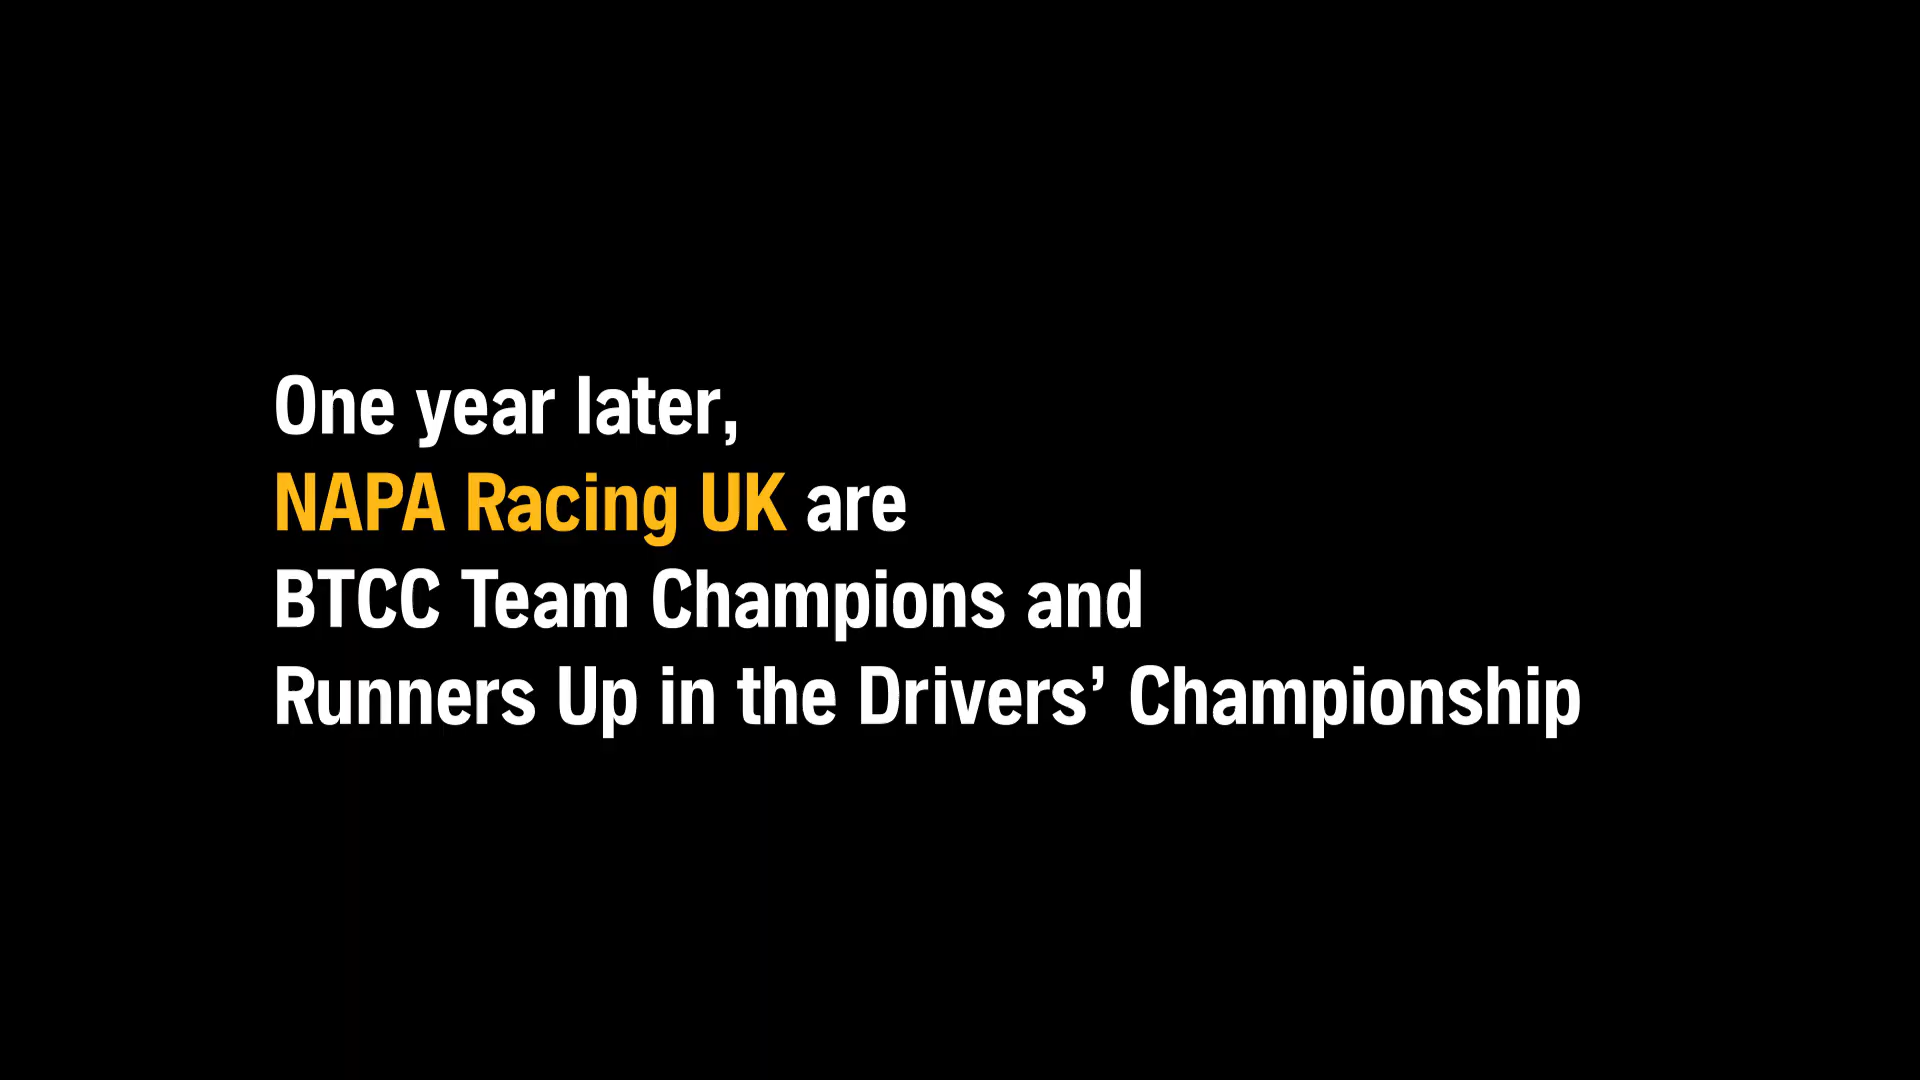 One year later,
NAPA Racing UK are
BTCC Team Champions and
Runners Up in the Drivers’ Championship